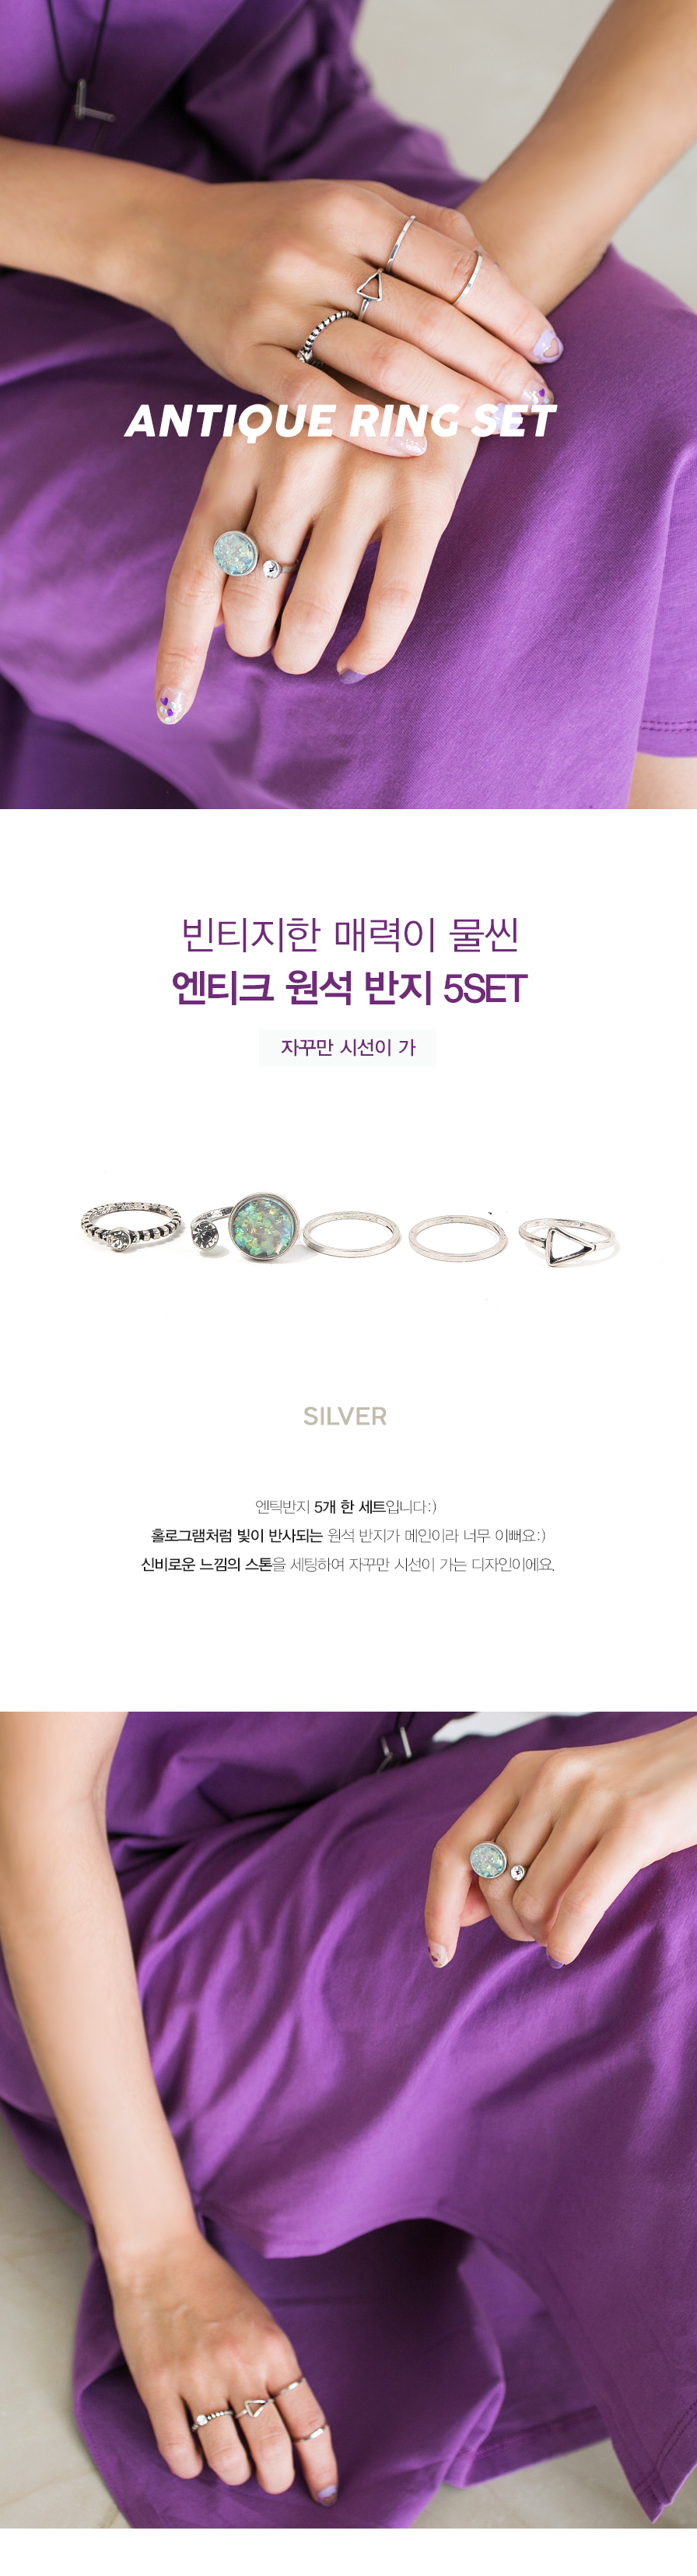 ANTIQUE RING SET
빈티지한 매력이 물씬
엔티크 원석 반지 5SET
자꾸만 시선이 가
SILVER
엔틱반지 5개 한 세트입니다:)
홀로그램처럼 빛이 반사되는 원석 반지가 메인이라 너무 이뻐요:)
신비로운 느낌의 스톤을 세팅하여 자꾸만 시선이 가는 디자인이에요.